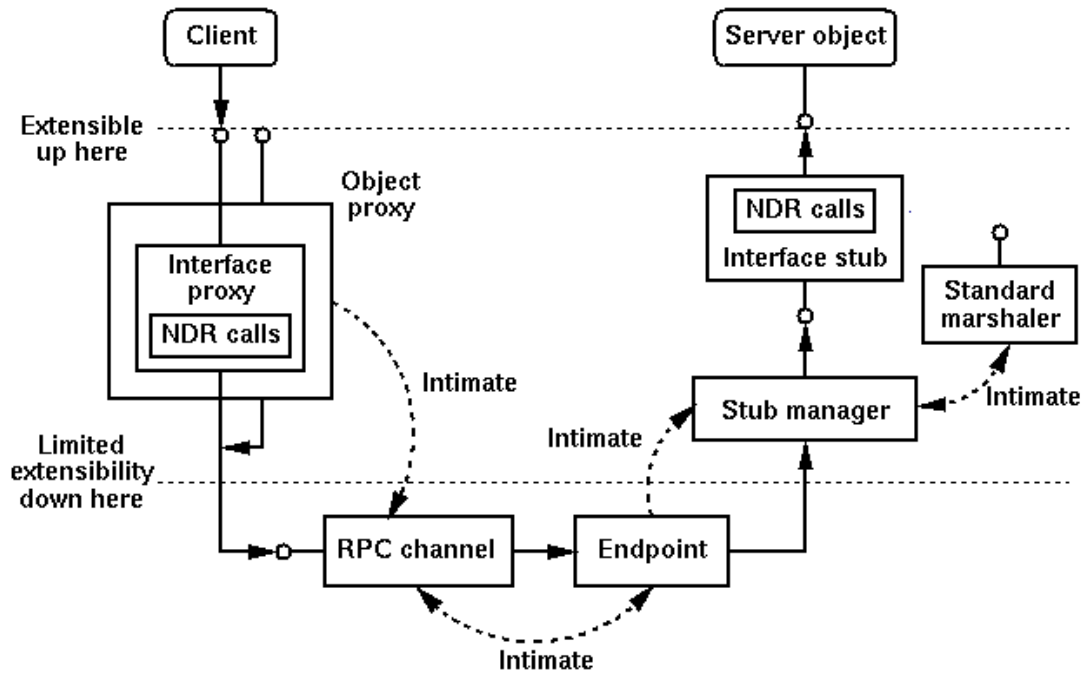 Client
Server object
Extensible
up here
Object
proxy
NDR calls
Interface stub
Interface
proxy
NDR calls
Standard
marshaler
Intimate
Intimate
Stub manager
Intimate
Limited
extensibility
down here
RPC channel
Endpoint
Intimate